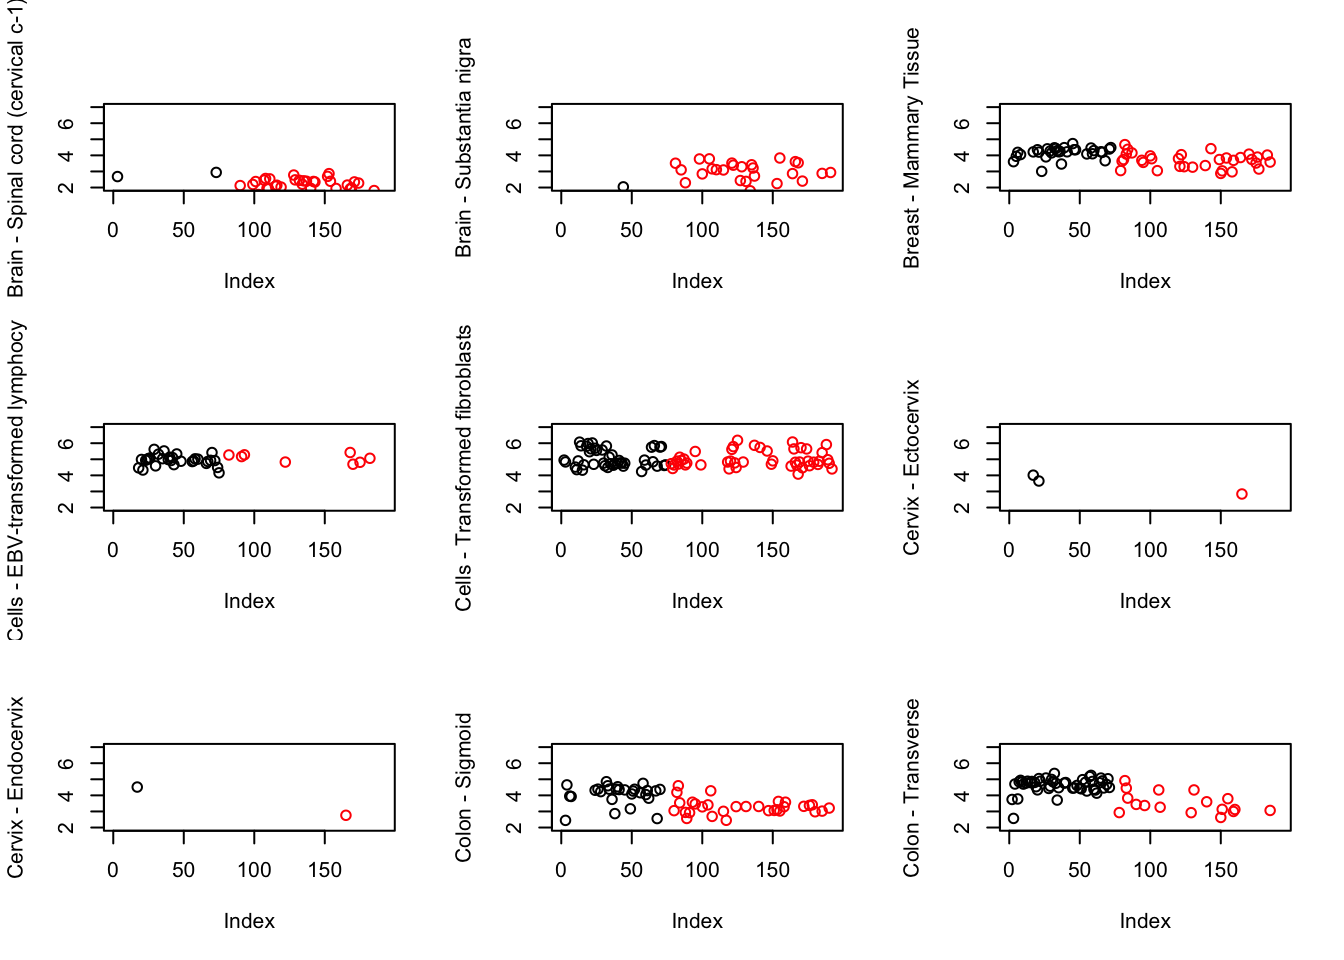 Brain - Spinal cord (cervical c-1)
6
4
2
0 50 100 150
Index
Brain - Substantia nigra
6
4
2
0 50 100 150
Index
Breast - Mammary Tissue
6
4
2
0 50 100 150
Index
Cells - EBV-transformed lymphocy
6
4
2
0 50 100 150
Index
Cells - Transformed fibroblasts
6
4
2
0 50 100 150
Index
Cervix - Ectocervix
6
4
2
0 50 100 150
Index
Cervix - Endocervix
6
4
2
0 50 100 150
Index
Colon - Sigmoid
6
4
2
0 50 100 150
Index
Colon - Transverse
6
4
2
0 50 100 150
Index